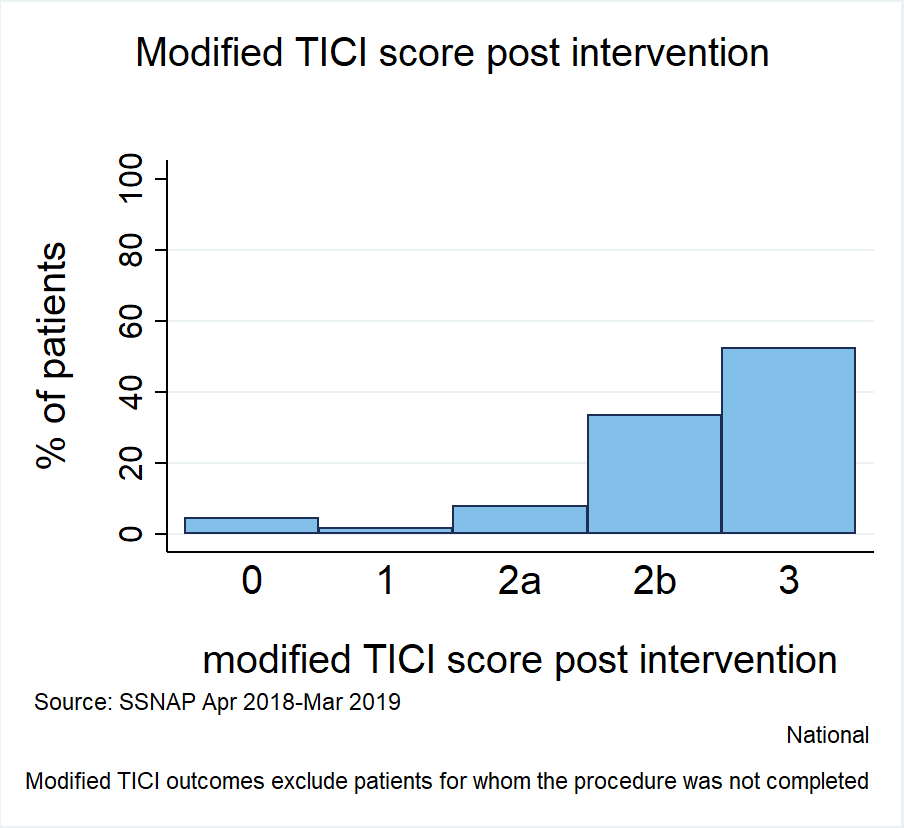 Modified TICI score post intervention
% of patients
100
80
60
40
20
0
0 1 2a 2b 3
modified TICI score post intervention
Source: SSNAP Apr 2018-Mar 2019
National
Modified TICI outcomes exclude patients for whom the procedure was not completed